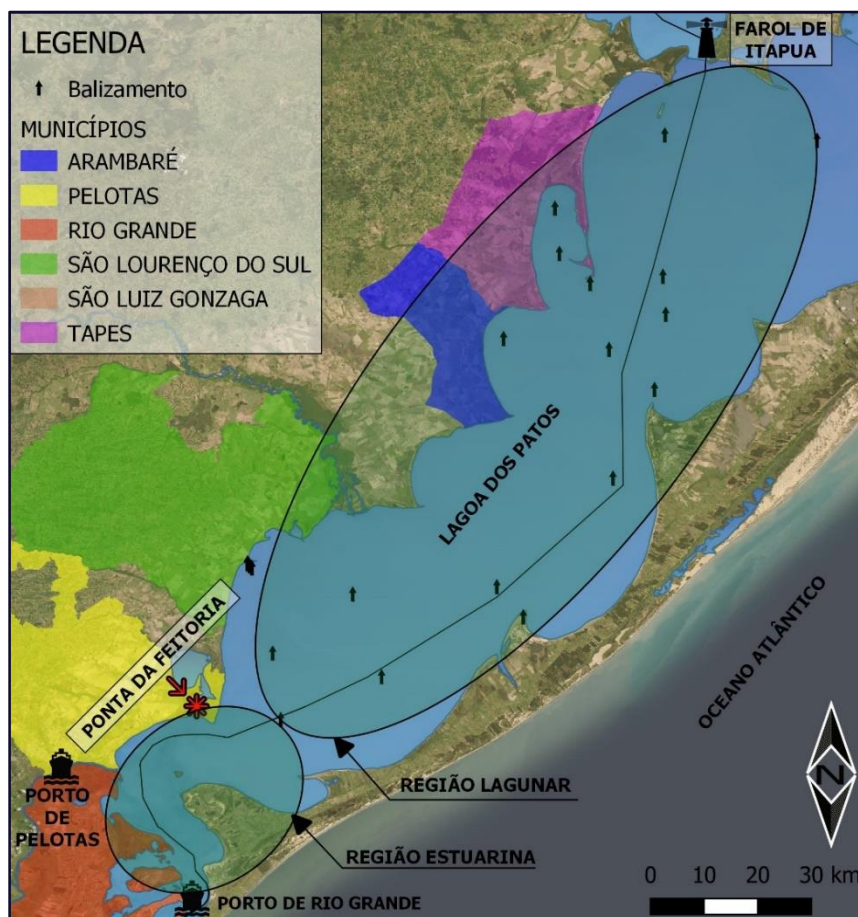 LEGENDA
Balizamento
MUNICÍPIOS
ARAMBARÉ
PELOTAS
RIO GRANDE
SÃO LOURENÇO DO SUL
SÃO LUIZ GONZAGA
TAPES
FAROL DE
ITAPUA
LAGOA DOS PATOS
OCEANO ATLÂNTICO
PONTA DA FEITORIA
PORTO
DE
PELOTAS
REGIÃO LAGUNAR
REGIÃO ESTUARINA
PORTO DE RIO GRANDE
N
0 10 20 30 km